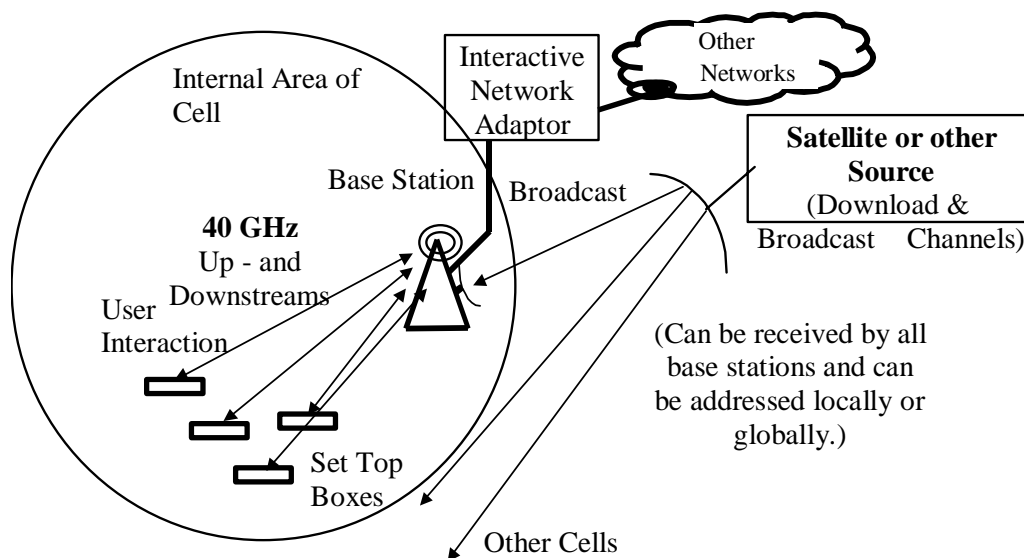 Internal Area of
Cell
Interactive
Network
Adaptor
Other
Networks
Satellite or other
Source
(Download &
Broadcast Channels)
Base Station
Broadcast
40 GHz
Up - and
Downstreams
User
Interaction
(Can be received by all
base stations and can
be addressed locally or
globally.)
Set Top
Boxes
Other Cells